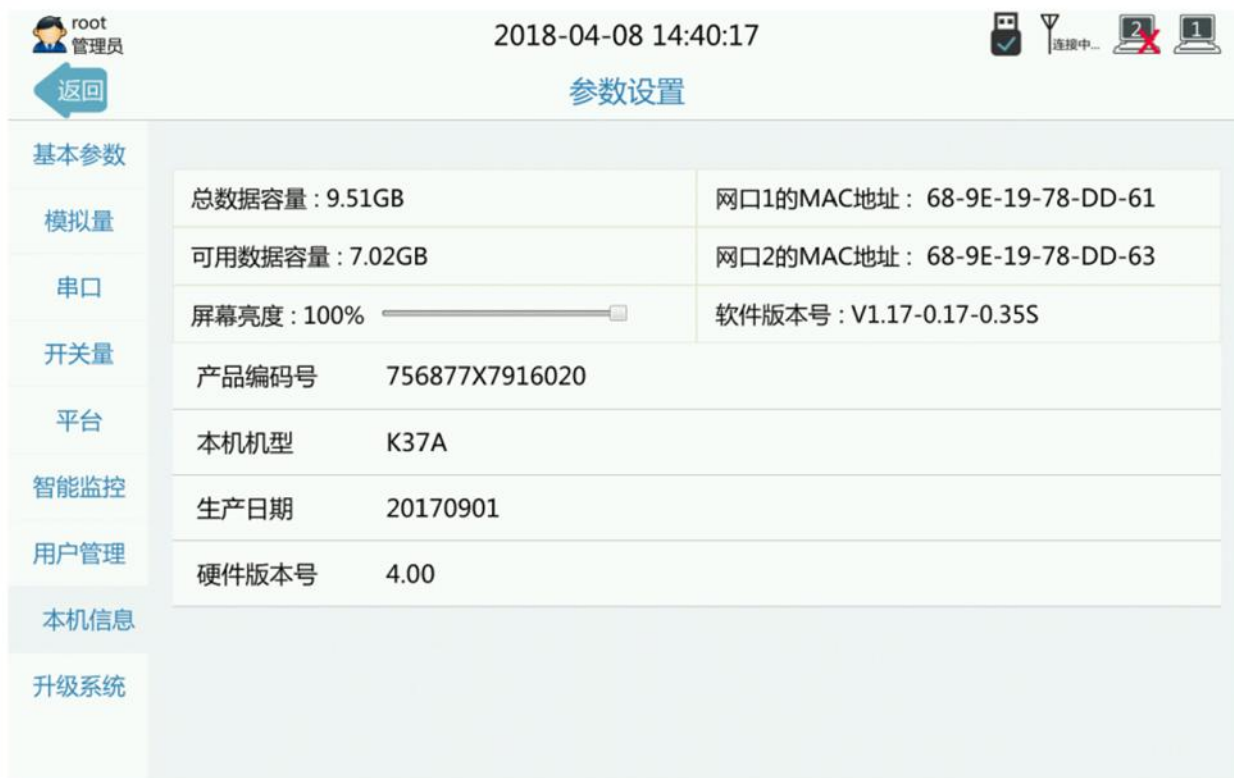 root
管理员
2018-04-08 14:40:17
连接中...
2
1
返回
参数设置
基本参数
模拟量
串口
开关量
平台
智能监控
用户管理
本机信息
升级系统
总数据容量 : 9.51GB
网口1的MAC地址 : 68-9E-19-78-DD-61
可用数据容量 : 7.02GB
网口2的MAC地址 : 68-9E-19-78-DD-63
屏幕亮度 : 100%
软件版本号 : V1.17-0.17-0.35S
产品编码号 756877X7916020
本机机型 K37A
生产日期 20170901
硬件版本号 4.00